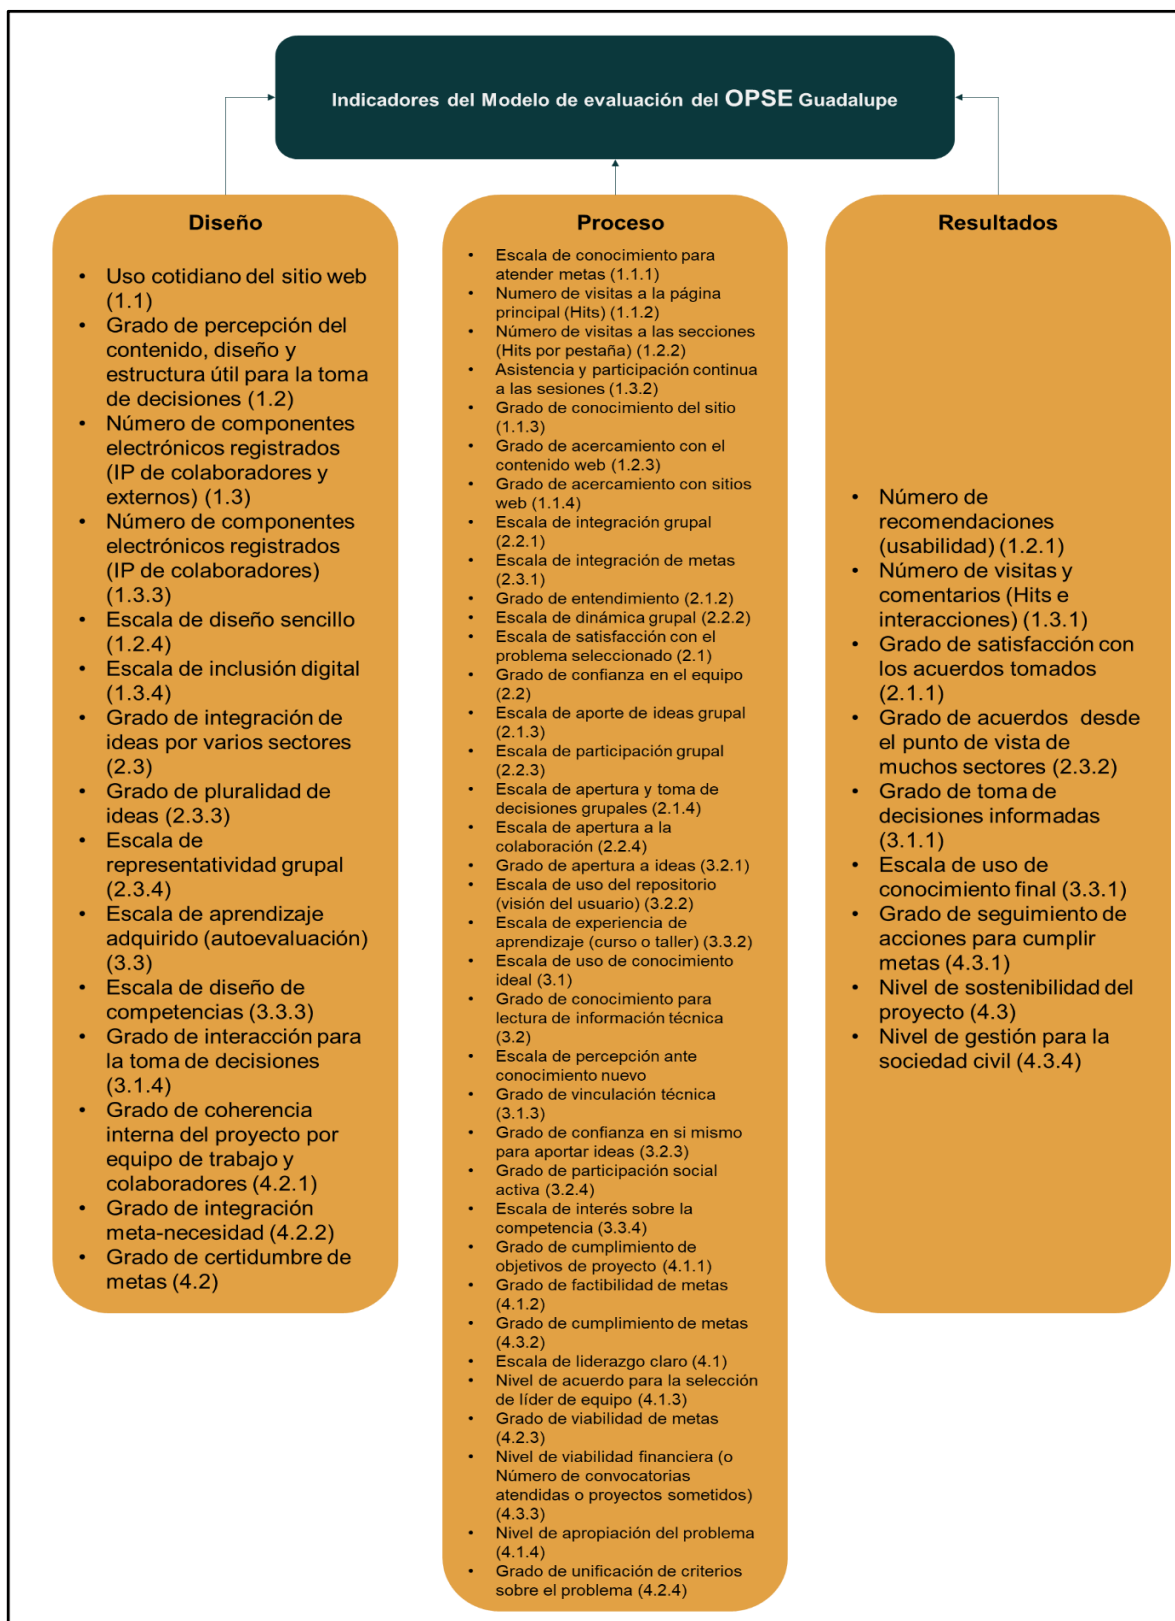 Indicadores del Modelo de evaluación del OPSE Guadalupe
Diseño
• Uso cotidiano del sitio web
(1.1)
• Grado de percepción del
contenido, diseño y
estructura útil para la toma
de decisiones (1.2)
• Número de componentes
electrónicos registrados
(IP de colaboradores y
externos) (1.3)
• Número de componentes
electrónicos registrados
(IP de colaboradores)
(1.3.3)
• Escala de diseño sencillo
(1.2.4)
• Escala de inclusión digital
(1.3.4)
• Grado de integración de
ideas por varios sectores
(2.3)
• Grado de pluralidad de
ideas (2.3.3)
• Escala de
representatividad grupal
(2.3.4)
• Escala de aprendizaje
adquirido (autoevaluación)
(3.3)
• Escala de diseño de
competencias (3.3.3)
• Grado de interacción para
la toma de decisiones
(3.1.4)
• Grado de coherencia
interna del proyecto por
equipo de trabajo y
colaboradores (4.2.1)
• Grado de integración
meta-necesidad (4.2.2)
• Grado de certidumbre de
metas (4.2)
Proceso
• Escala de conocimiento para
atender metas (1.1.1)
• Numero de visitas a la página
principal (Hits) (1.1.2)
• Número de visitas a las secciones
(Hits por pestaña) (1.2.2)
• Asistencia y participación continua
a las sesiones (1.3.2)
• Grado de conocimiento del sitio
(1.1.3)
• Grado de acercamiento con el
contenido web (1.2.3)
• Grado de acercamiento con sitios
web (1.1.4)
• Escala de integración grupal
(2.2.1)
• Escala de integración de metas
(2.3.1)
• Grado de entendimiento (2.1.2)
• Escala de dinámica grupal (2.2.2)
• Escala de satisfacción con el
problema seleccionado (2.1)
• Grado de confianza en el equipo
(2.2)
• Escala de aporte de ideas grupal
(2.1.3)
• Escala de participación grupal
(2.2.3)
• Escala de apertura y toma de
decisiones grupales (2.1.4)
• Escala de apertura a la
colaboración (2.2.4)
• Grado de apertura a ideas (3.2.1)
• Escala de uso del repositorio
(visión del usuario) (3.2.2)
• Escala de experiencia de
aprendizaje (curso o taller) (3.3.2)
• Escala de uso de conocimiento
ideal (3.1)
• Grado de conocimiento para
lectura de información técnica
(3.2)
• Escala de percepción ante
conocimiento nuevo
• Grado de vinculación técnica
(3.1.3)
• Grado de confianza en si mismo
para aportar ideas (3.2.3)
• Grado de participación social
activa (3.2.4)
• Escala de interés sobre la
competencia (3.3.4)
• Grado de cumplimiento de
objetivos de proyecto (4.1.1)
• Grado de factibilidad de metas
(4.1.2)
• Grado de cumplimiento de metas
(4.3.2)
• Escala de liderazgo claro (4.1)
• Nivel de acuerdo para la selección
de líder de equipo (4.1.3)
• Grado de viabilidad de metas
(4.2.3)
• Nivel de viabilidad financiera (o
Número de convocatorias
atendidas o proyectos sometidos)
(4.3.3)
• Nivel de apropiación del problema
(4.1.4)
• Grado de unificación de criterios
sobre el problema (4.2.4)
Resultados
• Número de
recomendaciones
(usabilidad) (1.2.1)
• Número de visitas y
comentarios (Hits e
interacciones) (1.3.1)
• Grado de satisfacción con
los acuerdos tomados
(2.1.1)
• Grado de acuerdos desde
el punto de vista de
muchos sectores (2.3.2)
• Grado de toma de
decisiones informadas
(3.1.1)
• Escala de uso de
conocimiento final (3.3.1)
• Grado de seguimiento de
acciones para cumplir
metas (4.3.1)
• Nivel de sostenibilidad del
proyecto (4.3)
• Nivel de gestión para la
sociedad civil (4.3.4)